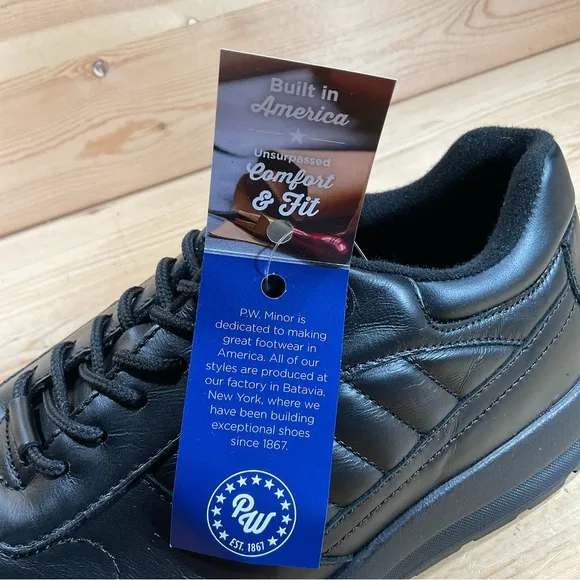 Built in
America
Unsurpassed
Comfort
& Fit
P.W. Minor is
dedicated to making
great footwear in
America. All of our
styles are produced at
our factory in Batavia,
New York, where we
have been building
exceptional shoes
since 1867.
PW
EST. 1867